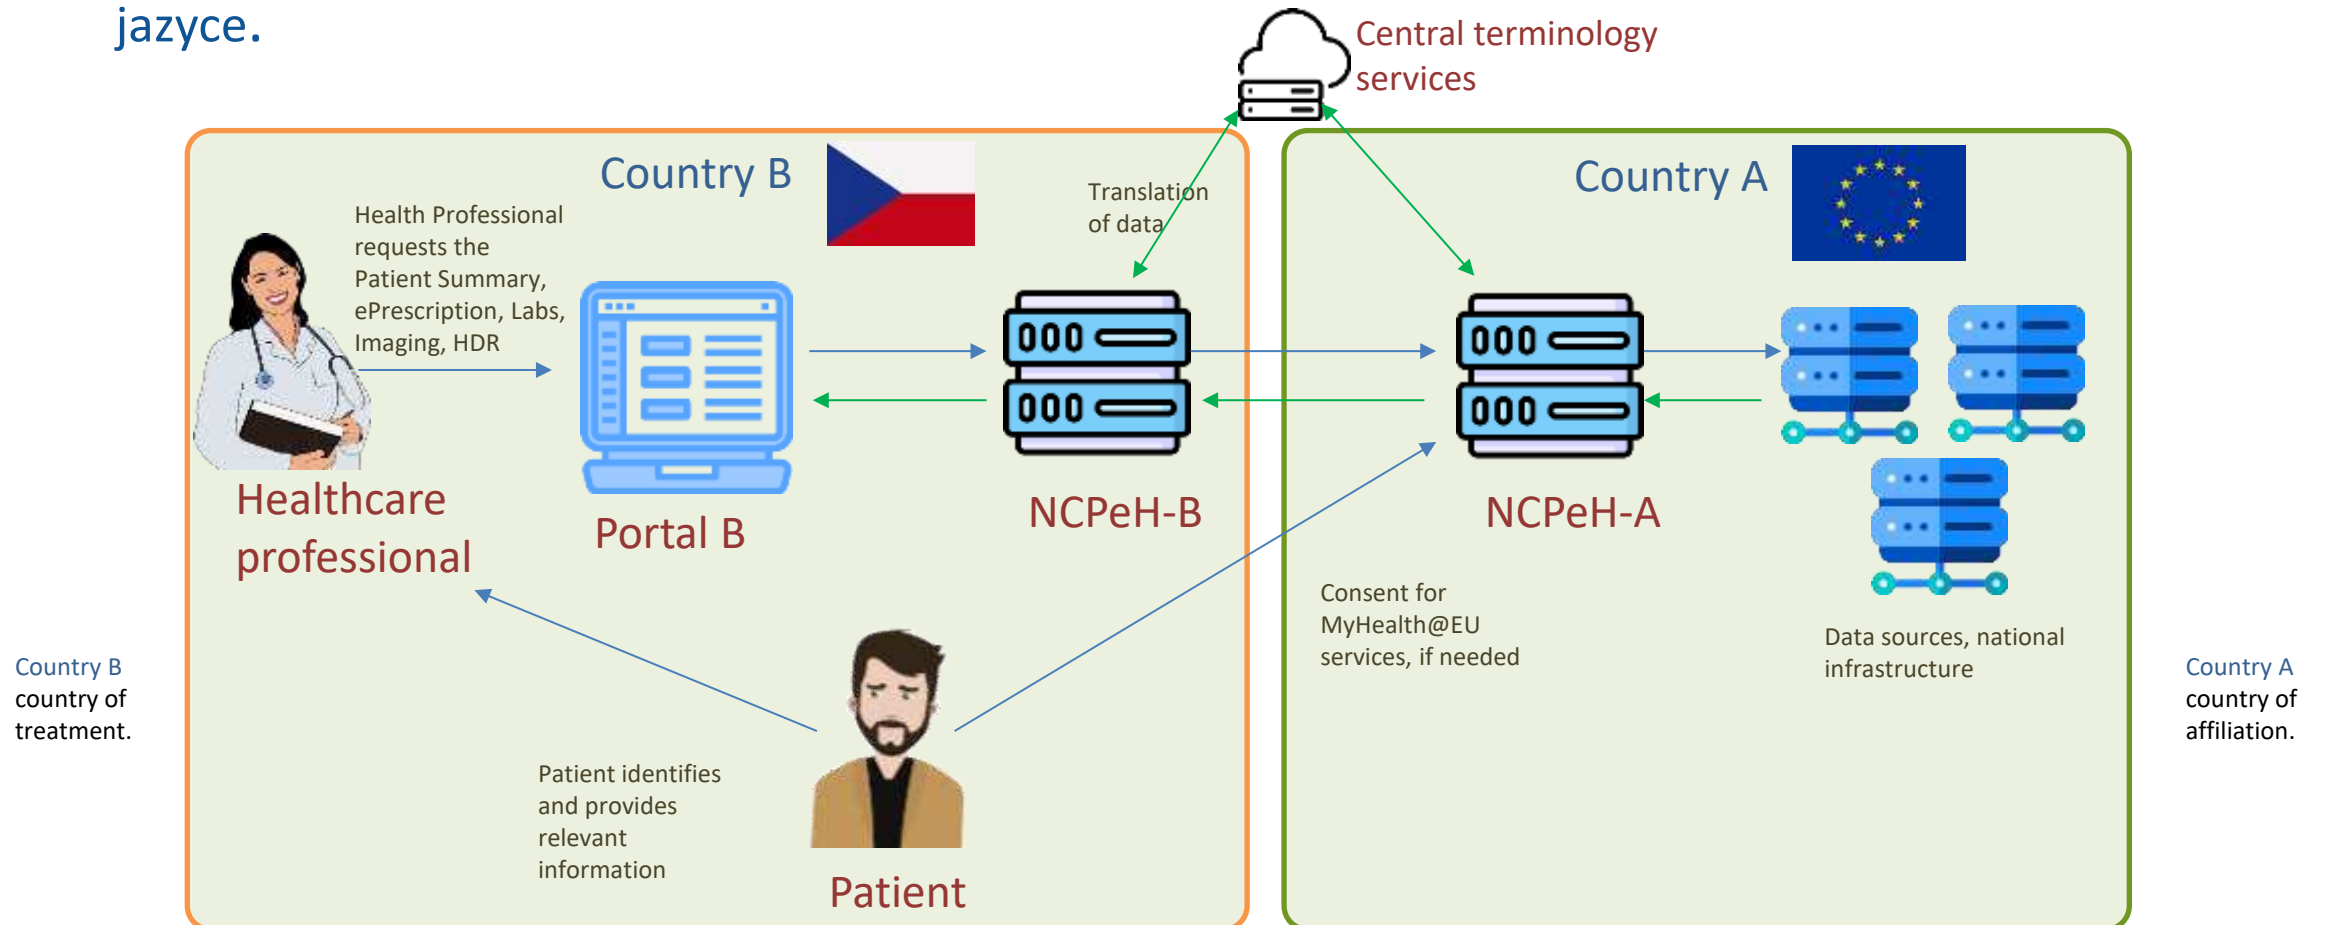 jazyce.
Central terminology
services
Country B
Country A
Translation
of data
Health Professional
requests the
Patient Summary,
ePrescription, Labs,
Imaging, HDR
Healthcare
professional
Portal B
NCPeH-B
NCPeH-A
Consent for
MyHealth@EU
services, if needed
Data sources, national
infrastructure
Country B
country of
treatment.
Country A
country of
affiliation.
Patient identifies
and provides
relevant
information
Patient